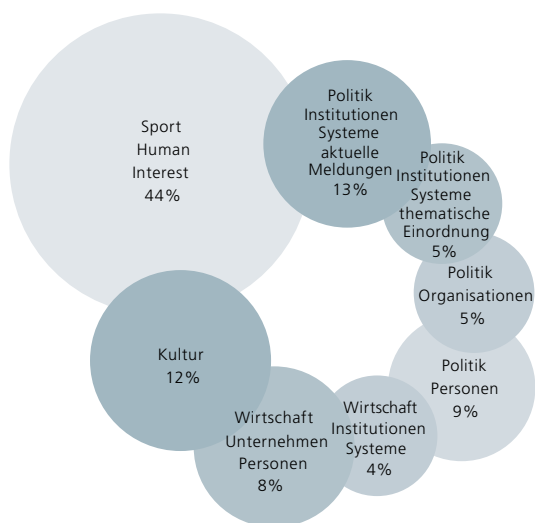 Sport
Human
Interest
44%
Politik
Institutionen
Systeme
aktuelle
Meldungen
13%
Politik
Institutionen
Systeme
thematische
Einordnung
5%
Politik
Organisationen
5%
Politik
Personen
9%
Wirtschaft
Institutionen
Systeme
4%
Wirtschaft
Unternehmen
Personen
8%
Kultur
12%